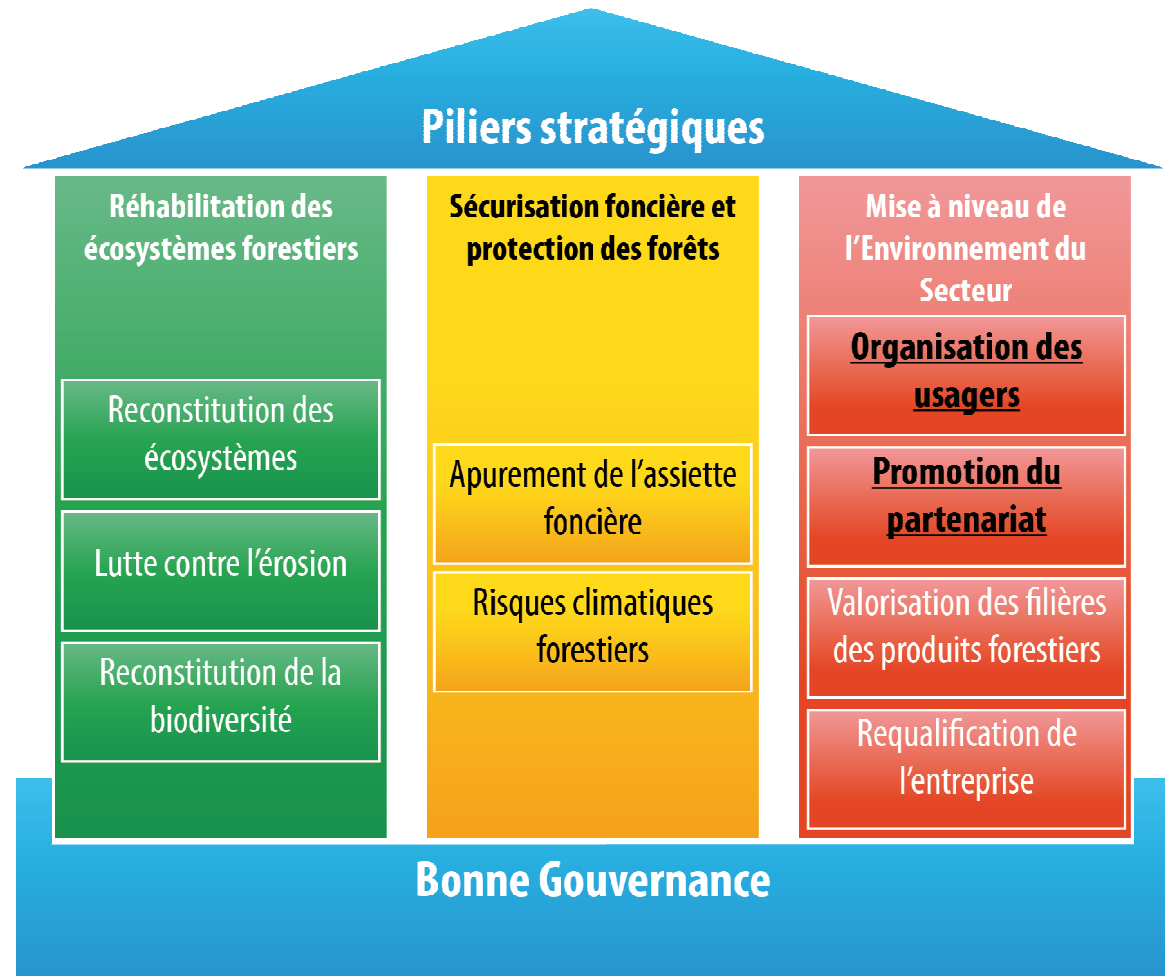 Piliers stratégiques
Réhabilitation des
écosystèmes forestiers
Reconstitution des
écosystèmes
Lutte contre l'érosion
Reconstitution de la
biodiversité
Sécurisation foncière et
protection des forêts
Apurement de l'assiette
foncière
Risques climatiques
forestiers
Mise à niveau de
l'Environnement du
Secteur
Organisation des
usagers
Promotion du
partenariat
Valorisation des filières
des produits forestiers
Requalification de
l'entreprise
Bonne Gouvernance